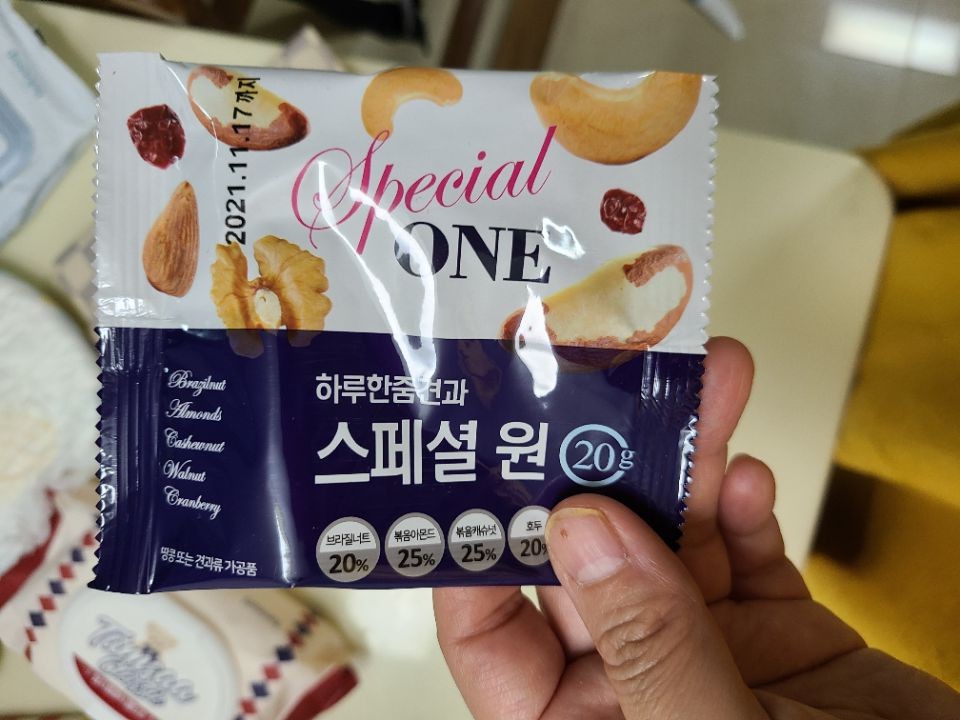 2021.11.17까지
Special
ONE
Brazilnut
Almonds
Cashewnut
Walnut
Cranberry
하루한줌견과
스페셜 원 20g
브라질너트 20%
볶음아몬드 25%
볶음캐슈넛 25%
호두 20%
땅콩 또는 견과류 가공품